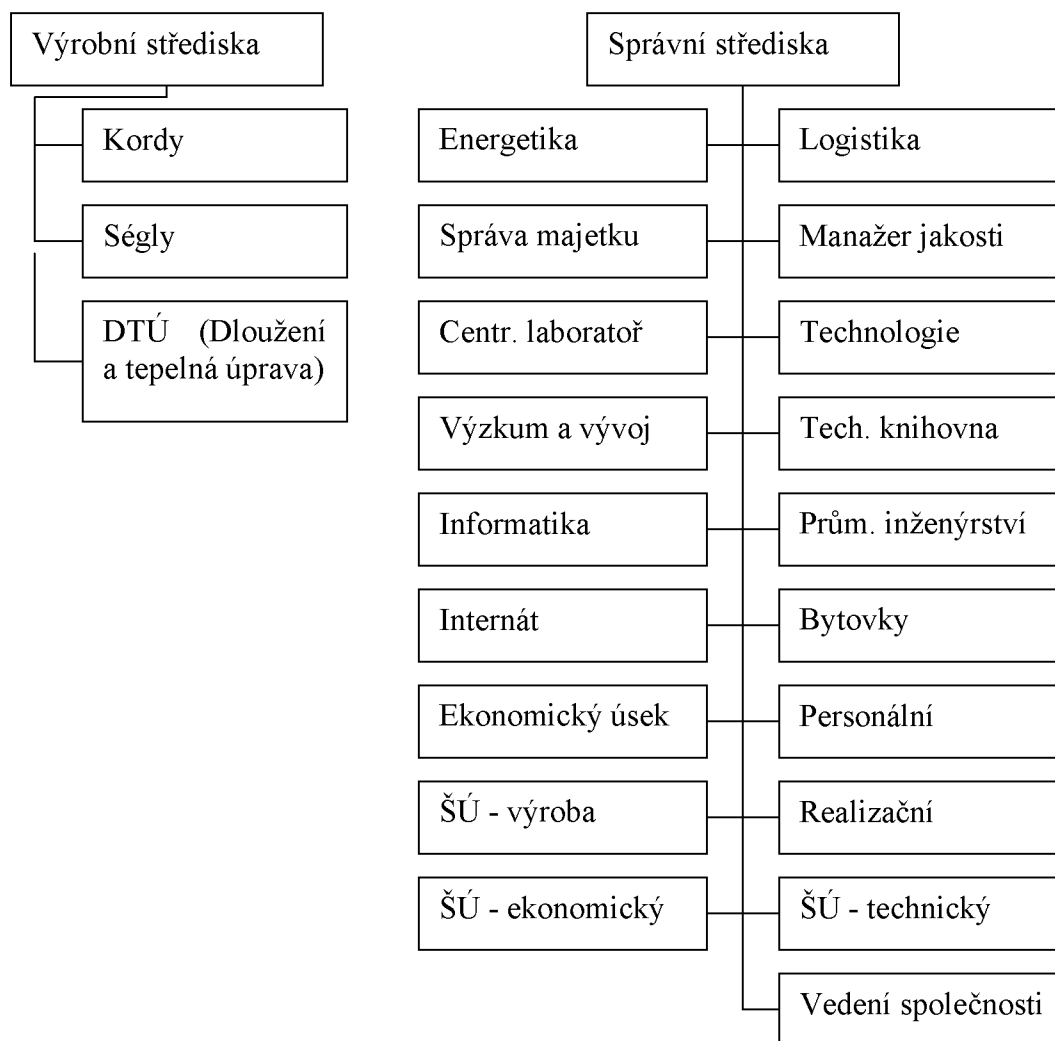 Výrobní střediska
Kordy
Ségly
DTÚ (Dloužení
a tepelná úprava)
Správní střediska
Energetika
Logistika
Správa majetku
Manažer jakosti
Centr. laboratoř
Technologie
Výzkum a vývoj
Tech. knihovna
Informatika
Prům. inženýrství
Internát
Bytovky
Ekonomický úsek
Personální
ŠÚ - výroba
Realizační
ŠÚ - ekonomický
ŠÚ - technický
Vedení společnosti